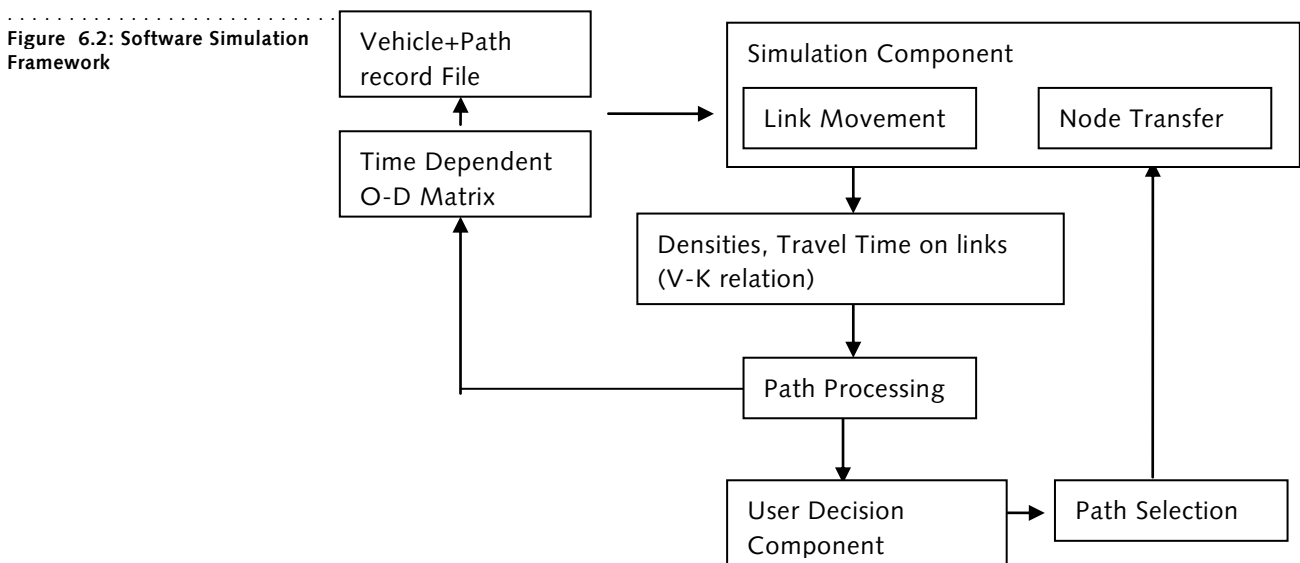 Figure 6.2: Software Simulation
Framework
Vehicle+Path
record File
Simulation Component
Link Movement
Node Transfer
Time Dependent
O-D Matrix
Densities, Travel Time on links
(V-K relation)
Path Processing
User Decision
Component
Path Selection